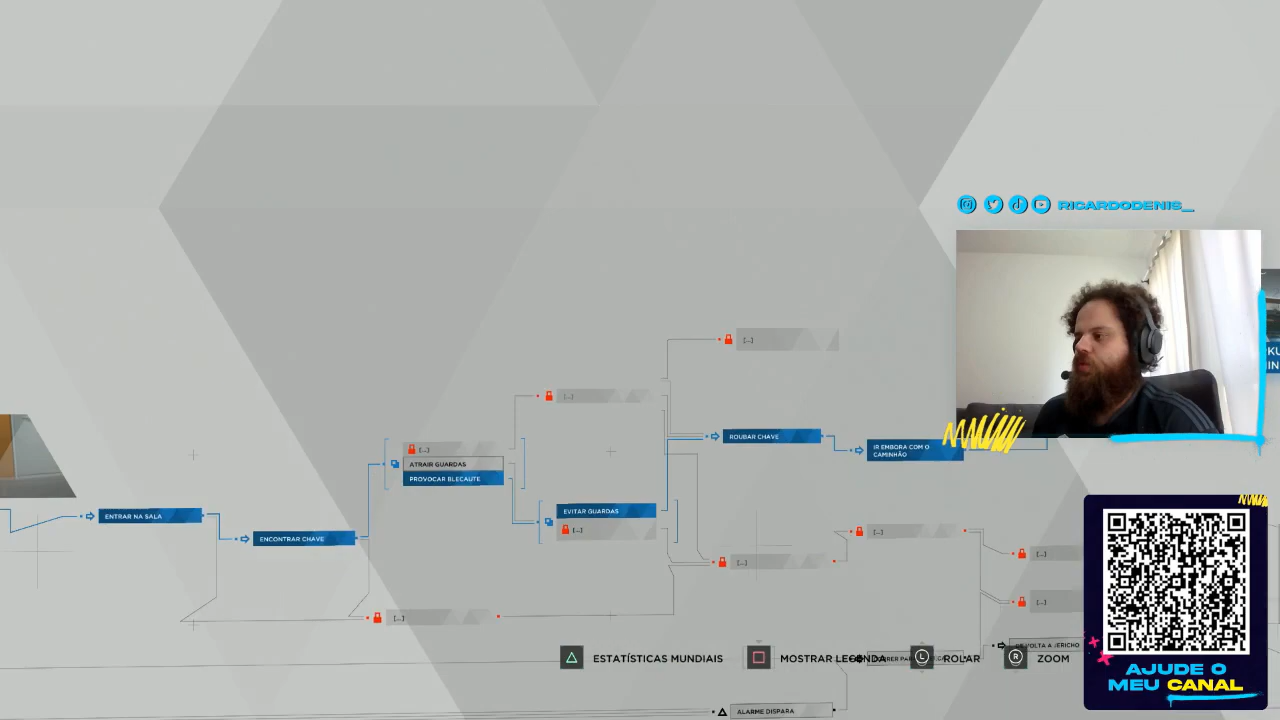 RICARDODENIS_
[...]
[...]
ROUBAR CHAVE
IR EMBORA COM O
CAMINHÃO
[...]
ATRAIR GUARDAS
PROVOCAR BLECAUTE
ENTRAR NA SALA
ENCONTRAR CHAVE
EVITAR GUARDAS
[...]
[...]
[...]
[...]
[...]
[...]
ESTATÍSTICAS MUNDIAIS
MOSTRAR LEGENDA
L
ROLAR
R
ZOOM
ALARME DISPARA
AJUDE O
MEU CANAL